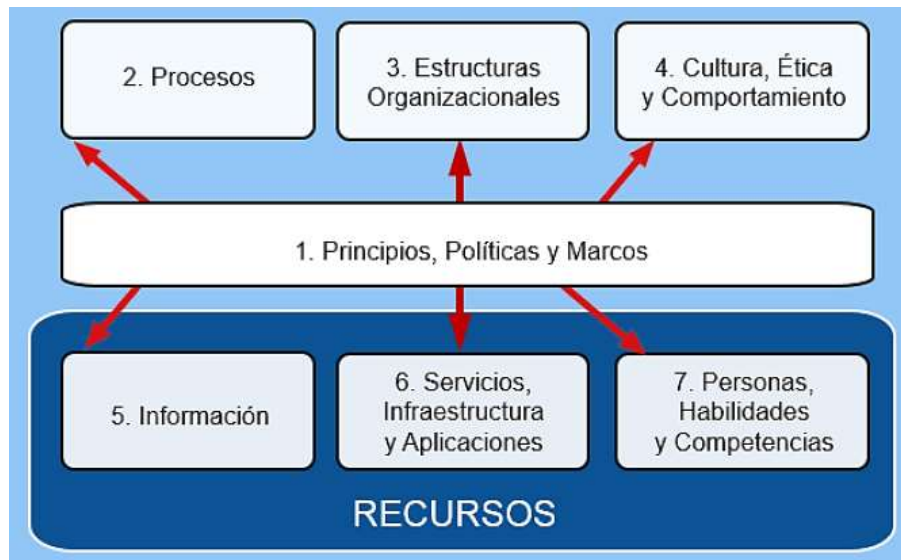 2. Procesos
3. Estructuras
Organizacionales
4. Cultura, Ética
y Comportamiento
1. Principios, Políticas y Marcos
5. Información
6. Servicios,
Infraestructura
y Aplicaciones
7. Personas,
Habilidades
y Competencias
RECURSOS